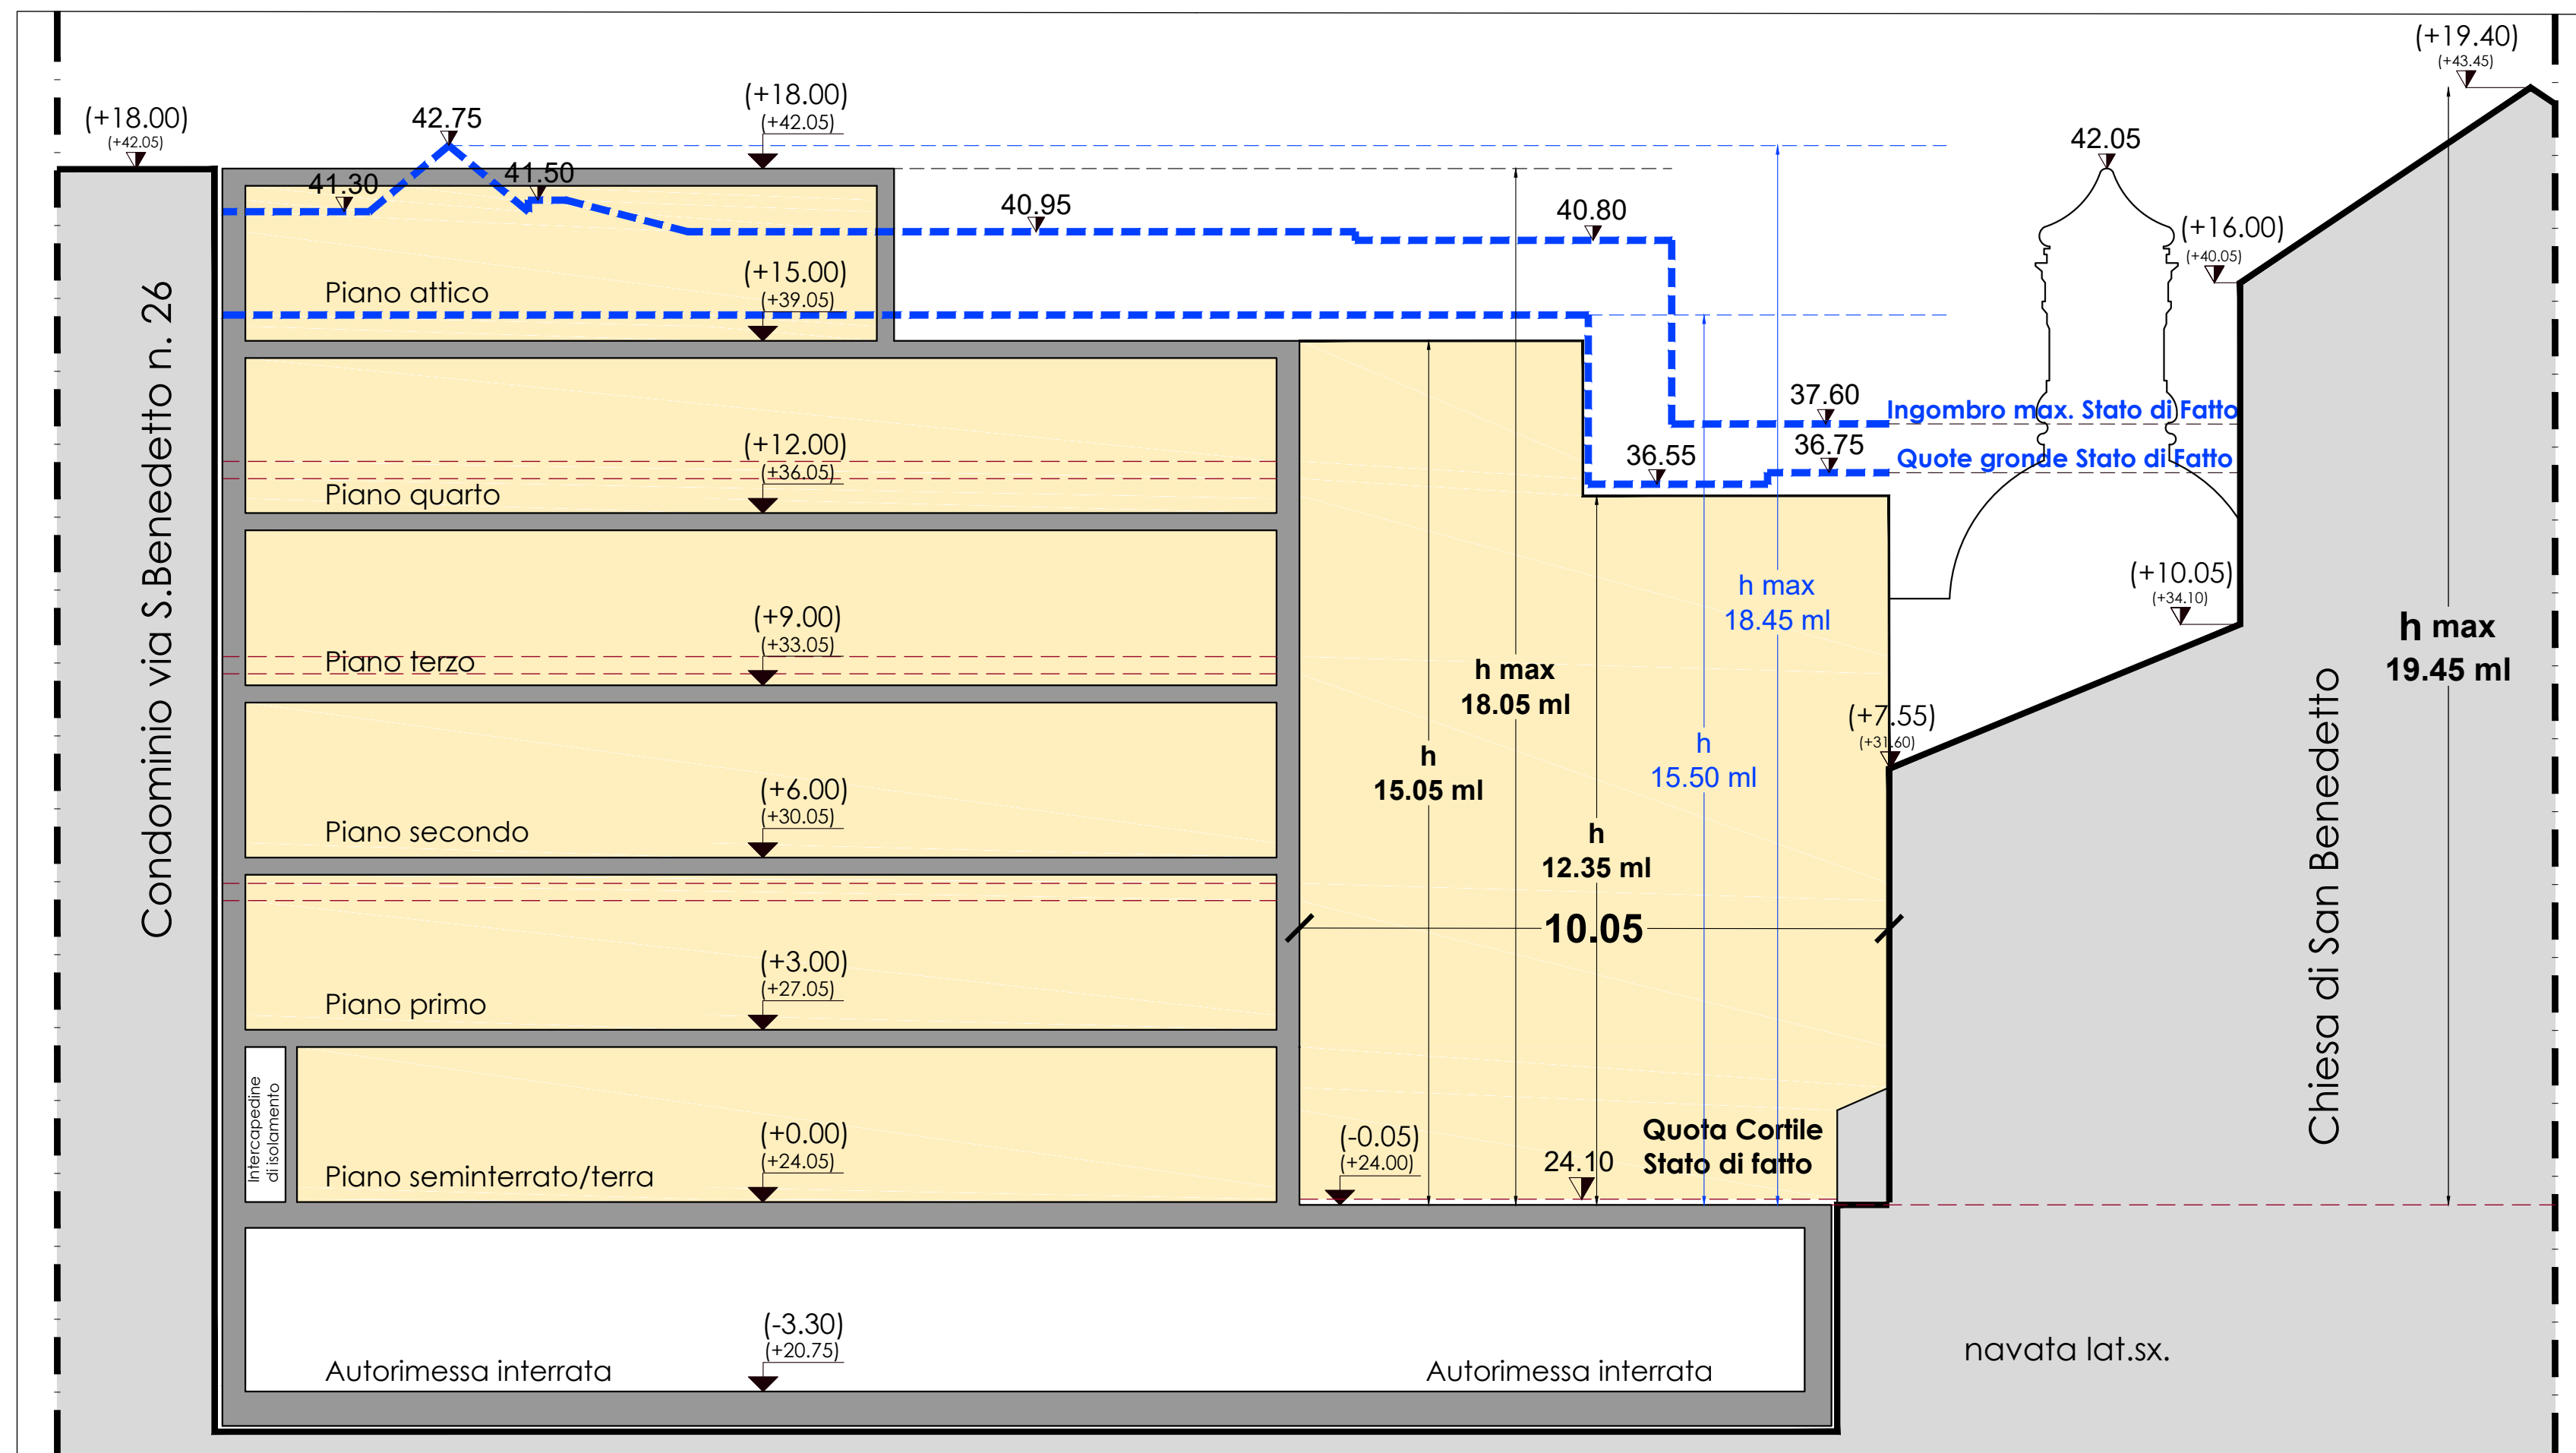 (+19.40)
(+43.45)
(+18.00)
(+42.05)
42.75
(+18.00)
(+42.05)
42.05
41.30
41.50
40.95
40.80
(+16.00)
(+40.05)
Piano attico
(+15.00)
(+39.05)
37.60
Ingombro max. Stato di Fatto
36.55
36.75
Quote gronde Stato di Fatto
Piano quarto
(+12.00)
(+36.05)
(+10.05)
(+34.10)
h max
18.45 ml
h max
19.45 ml
Piano terzo
(+9.00)
(+33.05)
h max
18.05 ml
(+7.55)
(+31.60)
h
15.50 ml
h
15.05 ml
Piano secondo
(+6.00)
(+30.05)
h
12.35 ml
10.05
Piano primo
(+3.00)
(+27.05)
Condominio via S.Benedetto n. 26
Chiesa di San Benedetto
Intercapedine
di isolamento
Piano seminterrato/terra
(+0.00)
(+24.05)
(-0.05)
(+24.00)
24.10
Quota Cortile
Stato di fatto
Autorimessa interrata
(-3.30)
(+20.75)
Autorimessa interrata
navata lat.sx.